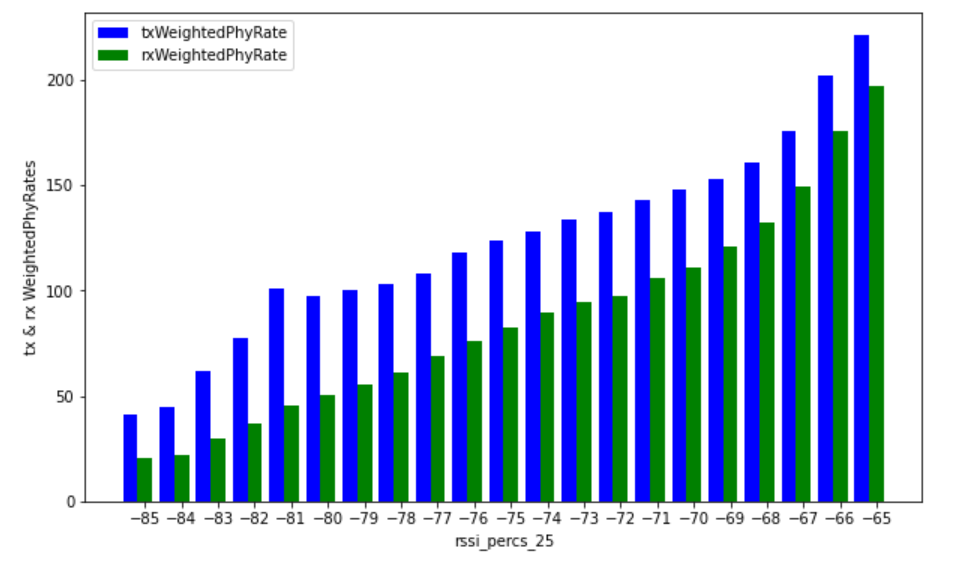 txWeightedPhyRate
rxWeightedPhyRate
200
150
100
50
0
tx & rx WeightedPhyRates
−85 −84 −83 −82 −81 −80 −79 −78 −77 −76 −75 −74 −73 −72 −71 −70 −69 −68 −67 −66 −65
rssi_percs_25